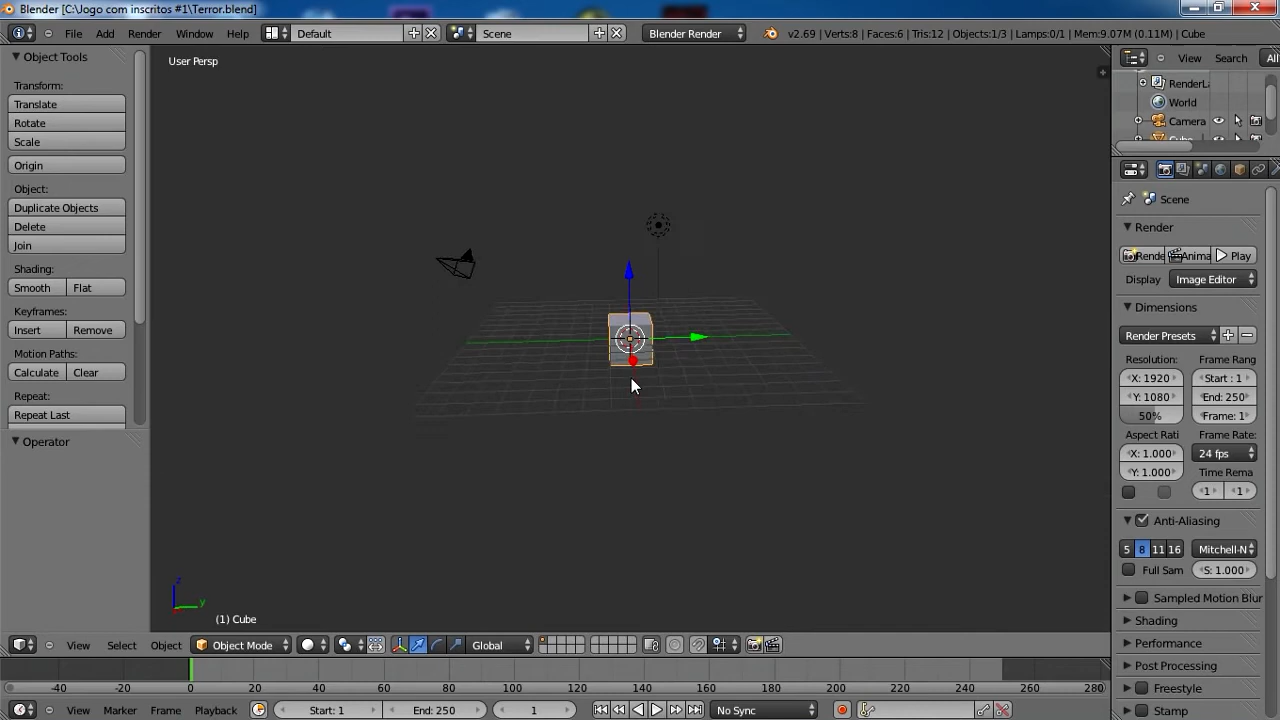 Blender [C:\Jogo com inscritos #1\Terror.blend]
File Add Render Window Help Default Scene Blender Render v2.69 | Verts:8 | Faces:6 | Tris:12 | Objects:1/3 | Lamps:0/1 | Mem:9.07M (0.11M) | Cube
Object Tools
Transform:
Translate
Rotate
Scale
Origin
Object:
Duplicate Objects
Delete
Join
Shading:
Smooth Flat
Keyframes:
Insert Remove
Motion Paths:
Calculate Clear
Repeat:
Repeat Last
Operator
User Persp
z
y
(1) Cube
View Search All
RenderLa
World
Camera
Cube
Scene
Render
Rende Anima Play
Display Image Editor
Dimensions
Render Presets
Resolution: Frame Rang
X: 1920 Start : 1
Y: 1080 End: 250
50% Frame: 1
Aspect Rati Frame Rate:
X: 1.000 24 fps
Y: 1.000 Time Rema
1 1
Anti-Aliasing
5 8 11 16 Mitchell-N
Full Sam S: 1.000
Sampled Motion Blur
Shading
Performance
Post Processing
Freestyle
Stamp
View Select Object Object Mode Global
-40 -20 0 20 40 60 80 100 120 140 160 180 200 220 240 260 280
View Marker Frame Playback Start: 1 End: 250 1 No Sync